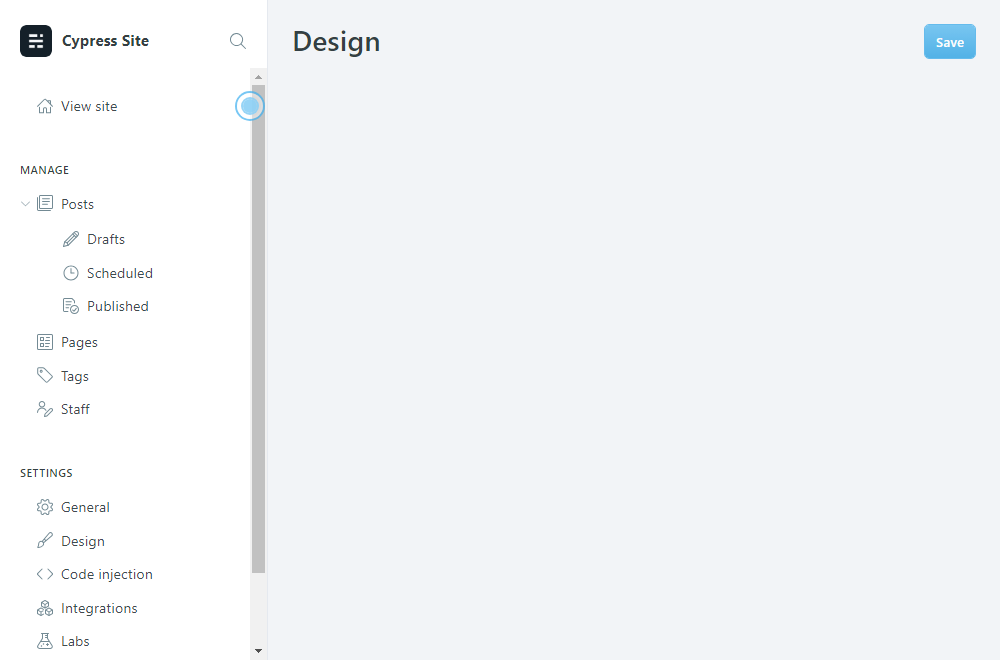 Cypress Site
Design
Save
View site
MANAGE
Posts
Drafts
Scheduled
Published
Pages
Tags
Staff
SETTINGS
General
Design
Code injection
Integrations
Labs